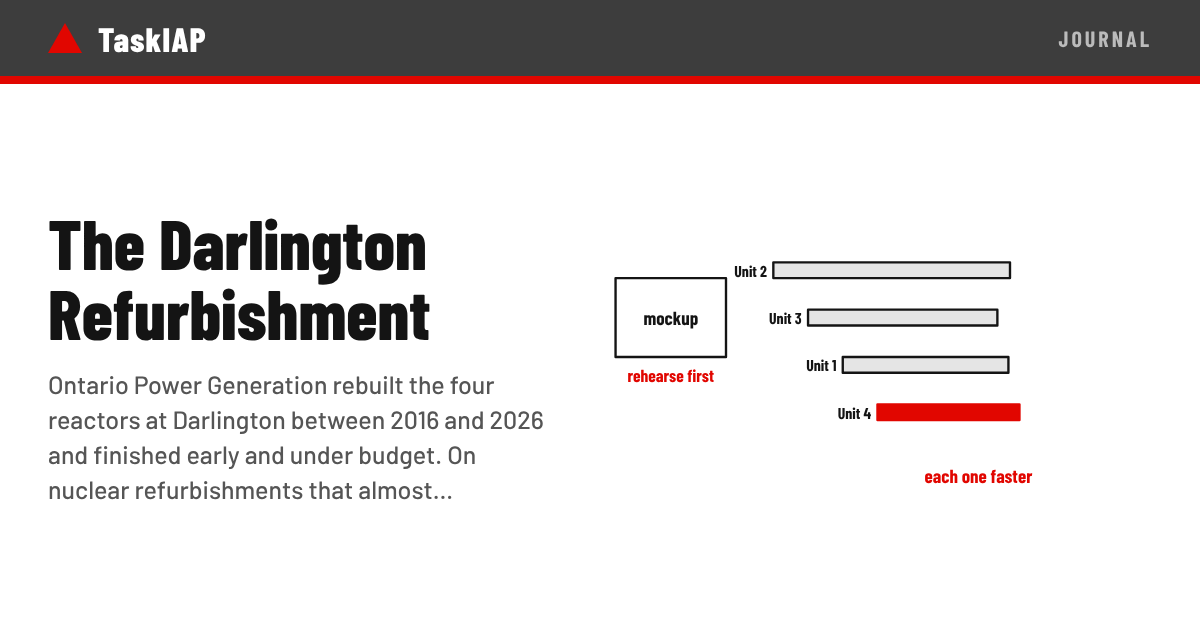 TaskIAP
JOURNAL
The Darlington
Refurbishment
Ontario Power Generation rebuilt the four
reactors at Darlington between 2016 and 2026
and finished early and under budget. On
nuclear refurbishments that almost...
mockup
rehearse first
Unit 2
Unit 3
Unit 1
Unit 4
each one faster